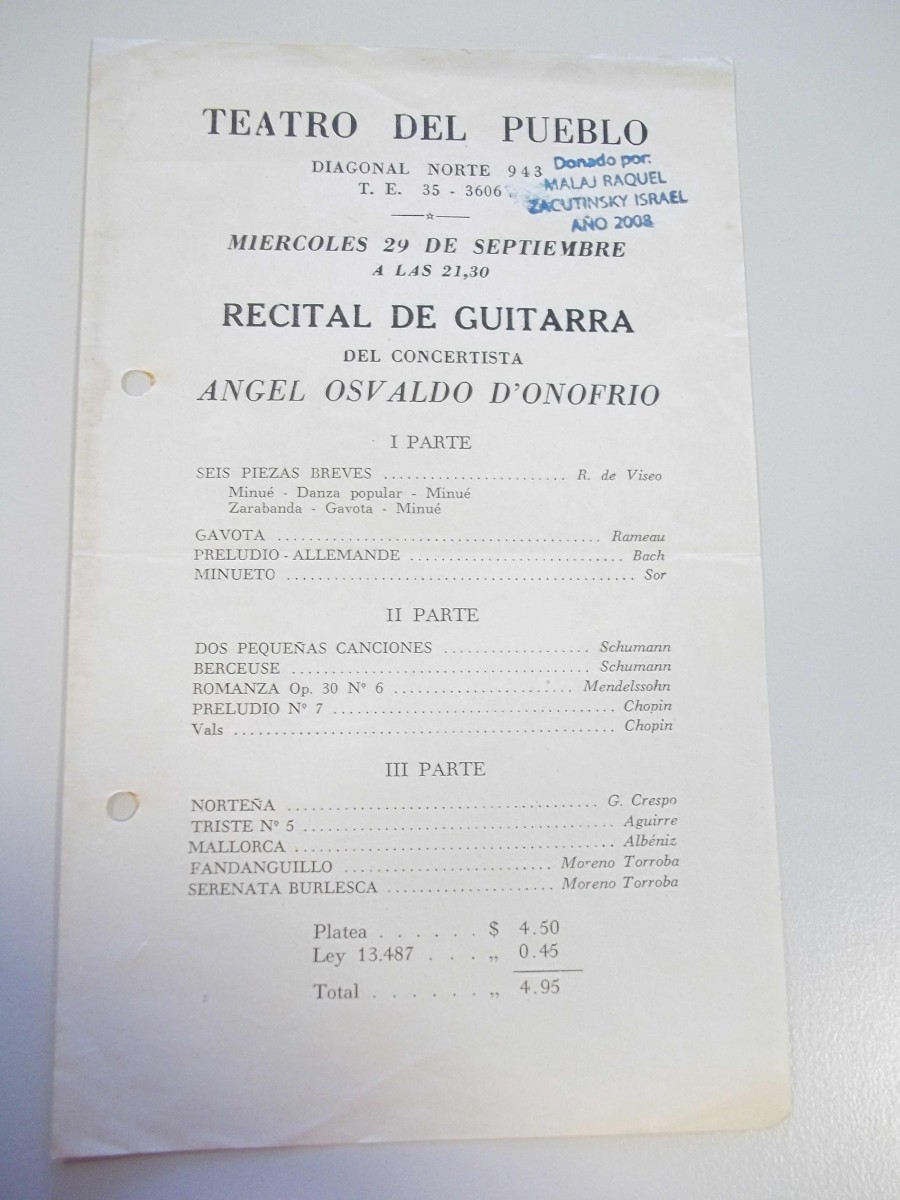 TEATRO DEL PUEBLO
DIAGONAL NORTE 943
T. E. 35 - 3606
Donado por:
MALAJ RAQUEL
ZACUTINSKY ISRAEL
AÑO 2008
MIERCOLES 29 DE SEPTIEMBRE
A LAS 21,30
RECITAL DE GUITARRA
DEL CONCERTISTA
ANGEL OSVALDO D'ONOFRIO
I PARTE
SEIS PIEZAS BREVES ........................ R. de Viseo
Minué - Danza popular - Minué
Zarabanda - Gavota - Minué
GAVOTA .......................................... Rameau
PRELUDIO - ALLEMANDE ............................ Bach
MINUETO ............................................. Sor
II PARTE
DOS PEQUEÑAS CANCIONES ................... Schumann
BERCEUSE ....................................... Schumann
ROMANZA Op. 30 Nº 6 ....................... Mendelssohn
PRELUDIO Nº 7 ..................................... Chopin
Vals ................................................. Chopin
III PARTE
NORTEÑA ........................................ G. Crespo
TRISTE Nº 5 ........................................ Aguirre
MALLORCA .......................................... Albéniz
FANDANGUILLO ........................... Moreno Torroba
SERENATA BURLESCA ..................... Moreno Torroba
Platea . . . . . . $ 4.50
Ley 13.487 . . . „ 0.45
Total . . . . . . „ 4.95